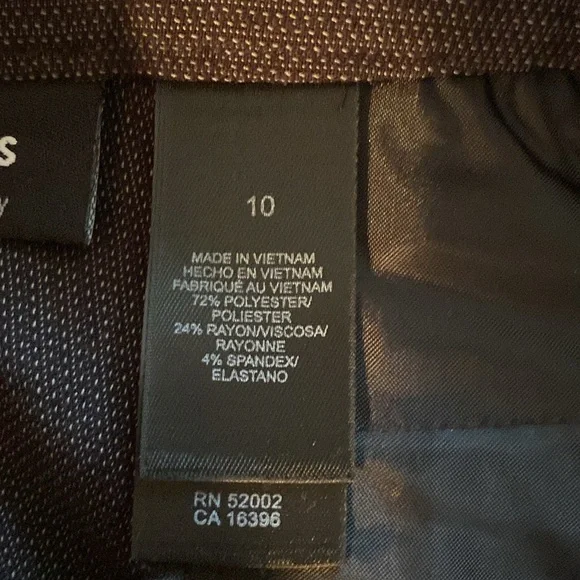 s
y
10
MADE IN VIETNAM
HECHO EN VIETNAM
FABRIQUÉ AU VIETNAM
72% POLYESTER/
POLIESTER
24% RAYON/VISCOSA/
RAYONNE
4% SPANDEX/
ELASTANO
RN 52002
CA 16396